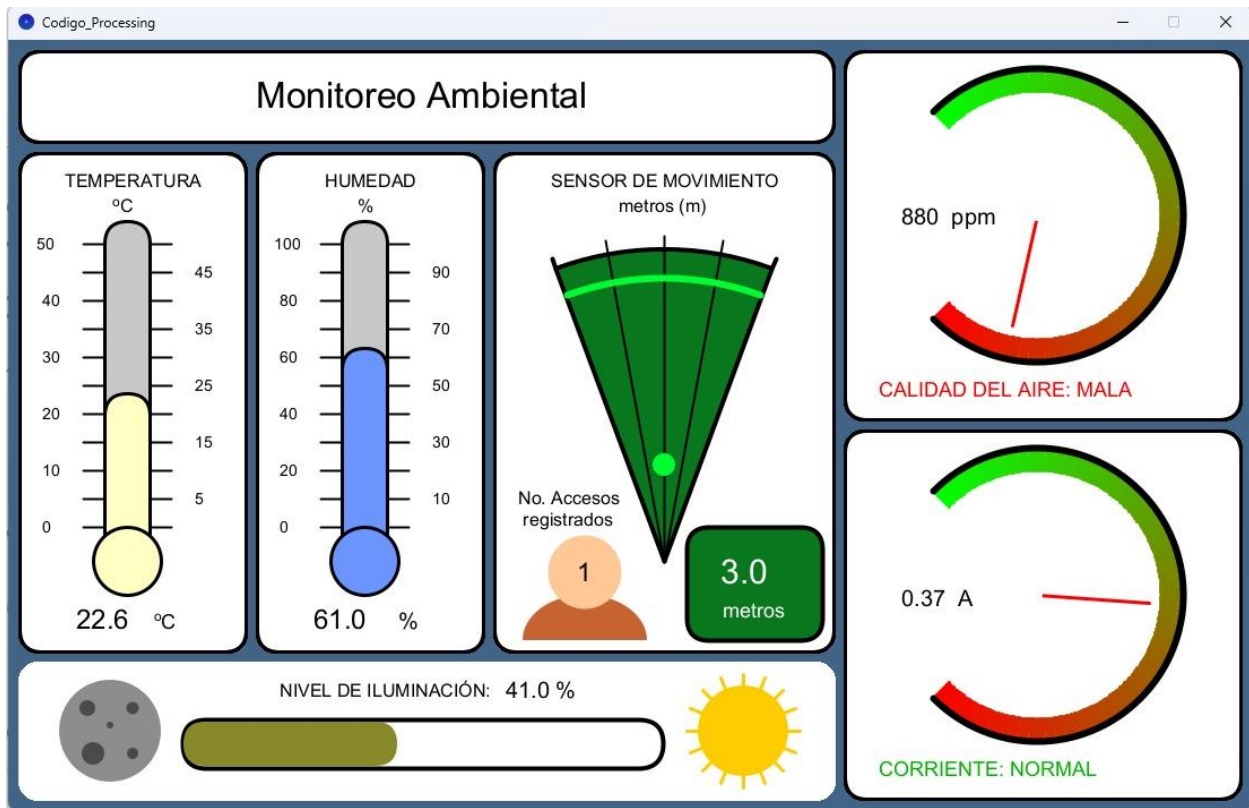 Codigo_Processing
Monitoreo Ambiental
TEMPERATURA
ºC
50
45
40
35
30
25
20
15
10
5
0
22.6 ºC
HUMEDAD
%
100
90
80
70
60
50
40
30
20
10
0
61.0 %
SENSOR DE MOVIMIENTO
metros (m)
No. Accesos
registrados
1
3.0
metros
NIVEL DE ILUMINACIÓN: 41.0 %
880 ppm
CALIDAD DEL AIRE: MALA
0.37 A
CORRIENTE: NORMAL